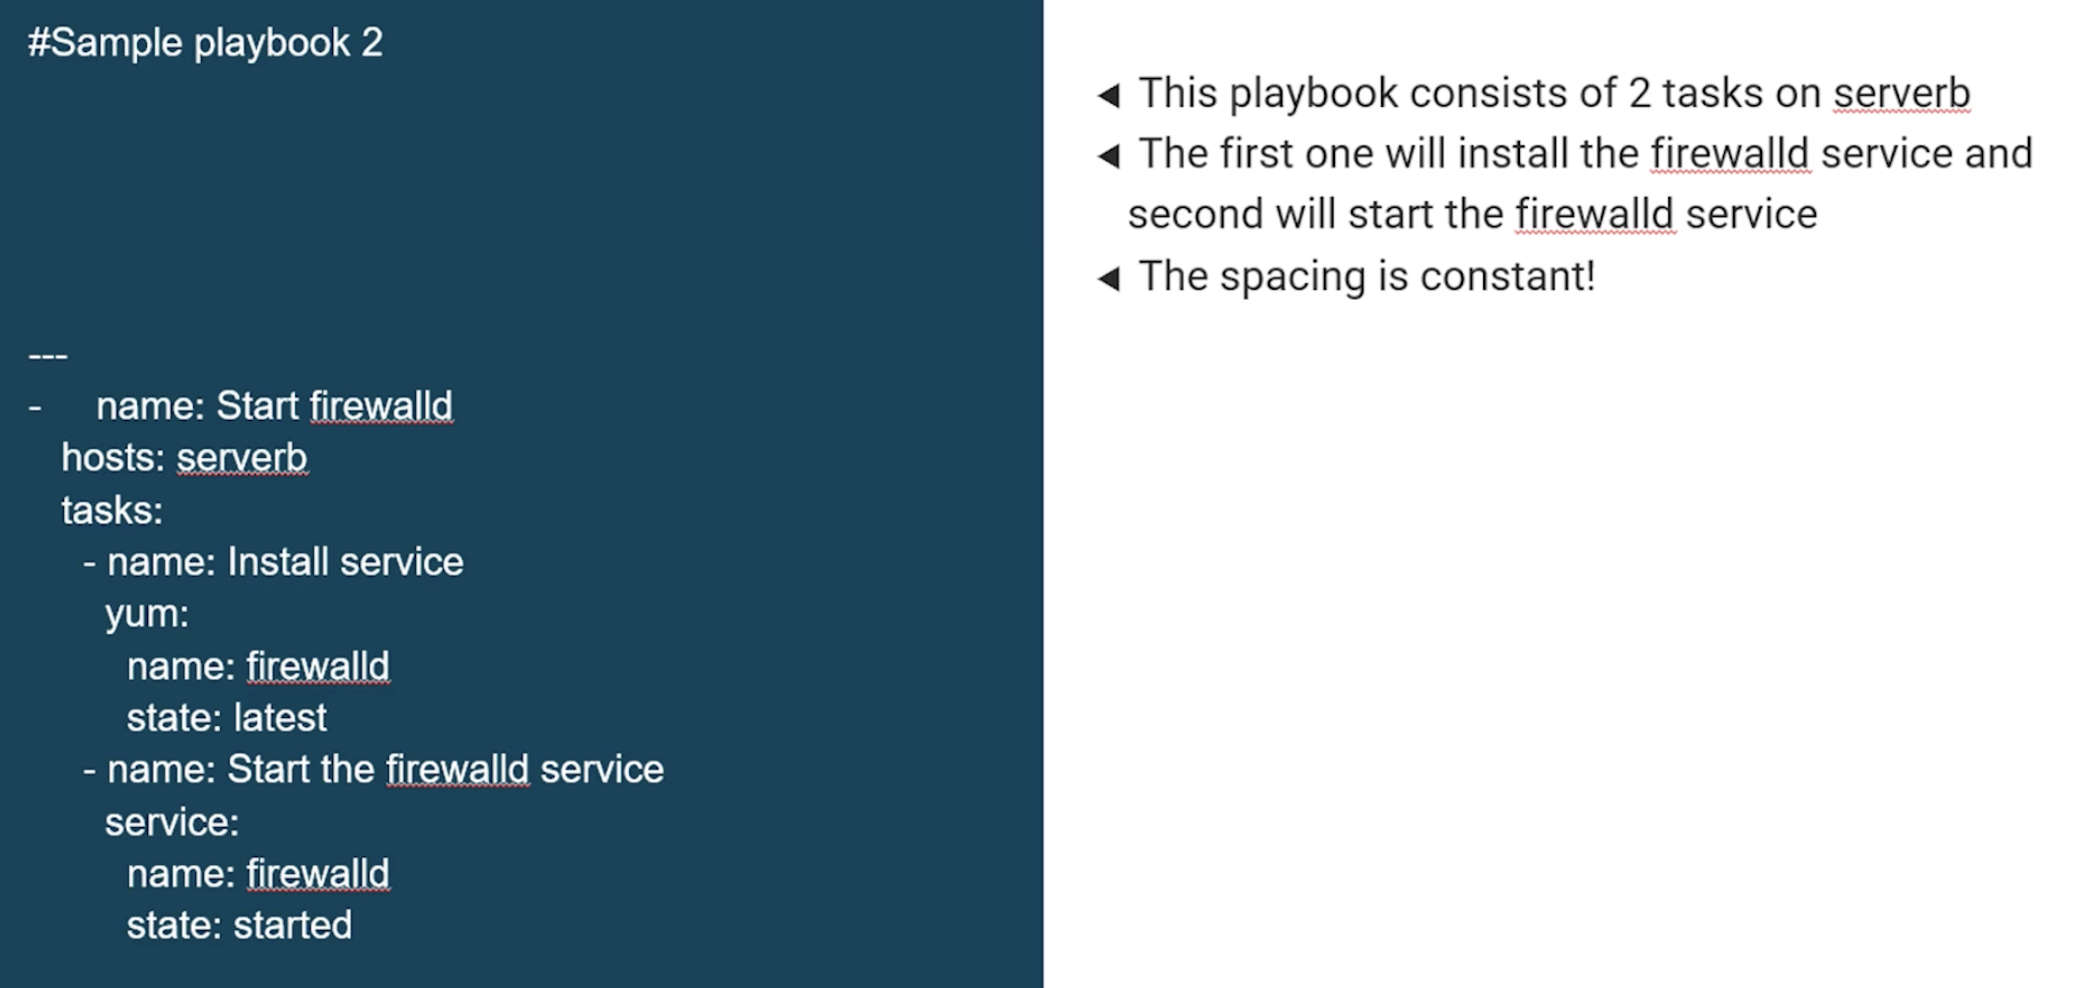 #Sample playbook 2
---
-     name: Start firewalld
   hosts: serverb
   tasks:
     - name: Install service
       yum:
         name: firewalld
         state: latest
     - name: Start the firewalld service
       service:
         name: firewalld
         state: started
◄ This playbook consists of 2 tasks on serverb
◄ The first one will install the firewalld service and
second will start the firewalld service
◄ The spacing is constant!